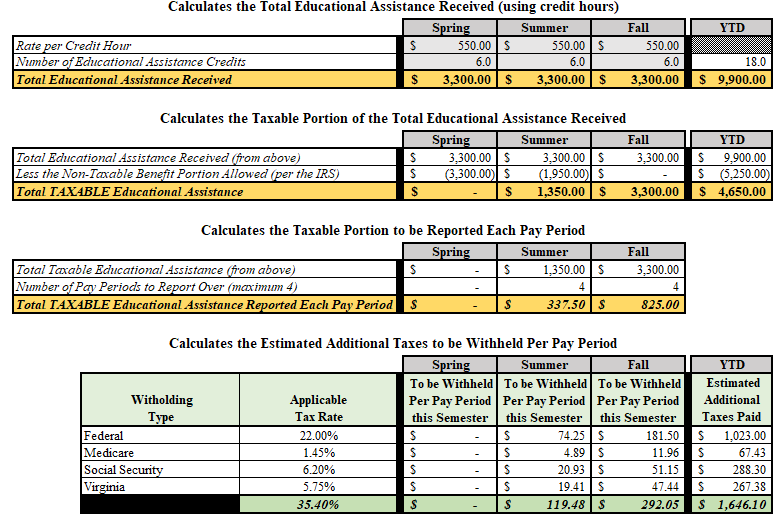 Calculates the Total Educational Assistance Received (using credit hours)
Spring Summer Fall YTD
Rate per Credit Hour $ 550.00 $ 550.00 $ 550.00
Number of Educational Assistance Credits 6.0 6.0 6.0 18.0
Total Educational Assistance Received $ 3,300.00 $ 3,300.00 $ 3,300.00 $ 9,900.00
Calculates the Taxable Portion of the Total Educational Assistance Received
Spring Summer Fall YTD
Total Educational Assistance Received (from above) $ 3,300.00 $ 3,300.00 $ 3,300.00 $ 9,900.00
Less the Non-Taxable Benefit Portion Allowed (per the IRS) $ (3,300.00) $ (1,950.00) $ - $ (5,250.00)
Total TAXABLE Educational Assistance $ - $ 1,350.00 $ 3,300.00 $ 4,650.00
Calculates the Taxable Portion to be Reported Each Pay Period
Spring Summer Fall
Total Taxable Educational Assistance (from above) $ - $ 1,350.00 $ 3,300.00
Number of Pay Periods to Report Over (maximum 4) - 4 4
Total TAXABLE Educational Assistance Reported Each Pay Period $ - $ 337.50 $ 825.00
Calculates the Estimated Additional Taxes to be Withheld Per Pay Period
Spring Summer Fall YTD
To be Withheld To be Withheld To be Withheld Estimated
Witholding Applicable Per Pay Period Per Pay Period Per Pay Period Additional
Type Tax Rate this Semester this Semester this Semester Taxes Paid
Federal 22.00% $ - $ 74.25 $ 181.50 $ 1,023.00
Medicare 1.45% $ - $ 4.89 $ 11.96 $ 67.43
Social Security 6.20% $ - $ 20.93 $ 51.15 $ 288.30
Virginia 5.75% $ - $ 19.41 $ 47.44 $ 267.38
35.40% $ - $ 119.48 $ 292.05 $ 1,646.10